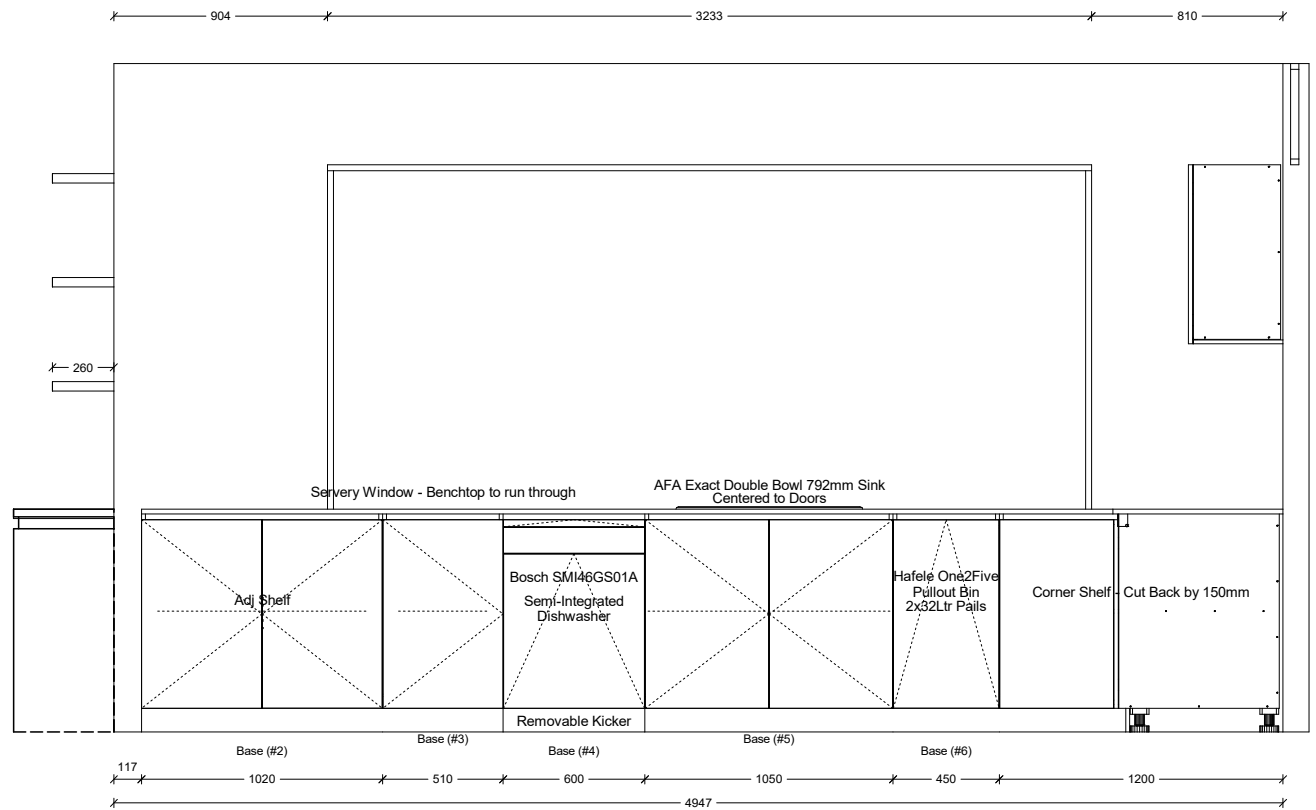 904
3233
810
260
Servery Window - Benchtop to run through
AFA Exact Double Bowl 792mm Sink
Centered to Doors
Adj Shelf
Bosch SMI46GS01A
Semi-Integrated
Dishwasher
Hafele One2Five
Pullout Bin
2x32Ltr Pails
Corner Shelf - Cut Back by 150mm
Removable Kicker
Base (#2)
Base (#3)
Base (#4)
Base (#5)
Base (#6)
117
1020
510
600
1050
450
1200
4947